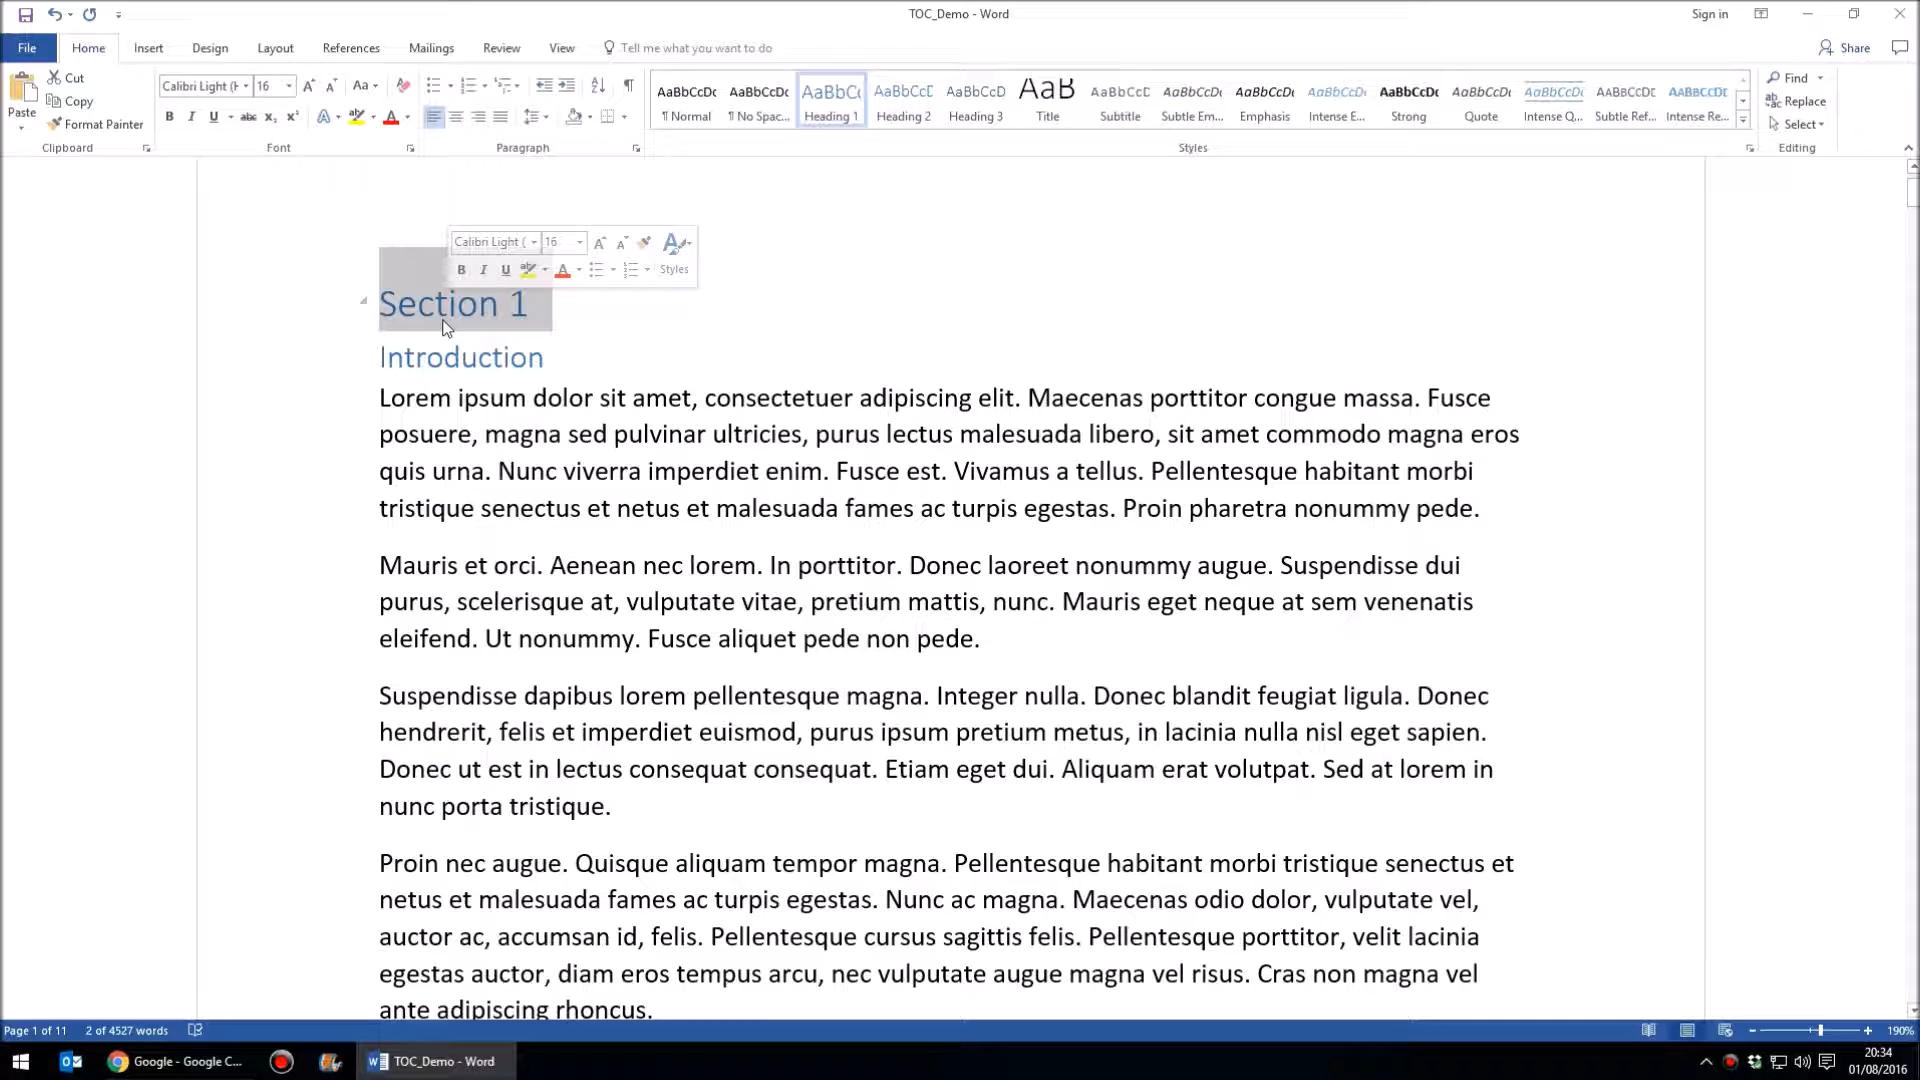 TOC_Demo - Word
Sign in
File Home Insert Design Layout References Mailings Review View Tell me what you want to do
Share
Paste
Cut
Copy
Format Painter
Clipboard
Calibri Light (H 16
Aa
B I U abc x₂ x²
Font
Paragraph
AaBbCcDc AaBbCcDc AaBbC( AaBbCcE AaBbCcD AaB AaBbCcD AaBbCcDt AaBbCcDt AaBbCcDt AaBbCcDc AaBbCcDt AaBbCcDt AABBCCDE AABBCCDE
¶ Normal ¶ No Spac... Heading 1 Heading 2 Heading 3 Title Subtitle Subtle Em... Emphasis Intense E... Strong Quote Intense Q... Subtle Ref... Intense Re...
Styles
Find
Replace
Select
Editing
Calibri Light ( 16
B I U
Styles
Section 1
Introduction
Lorem ipsum dolor sit amet, consectetuer adipiscing elit. Maecenas porttitor congue massa. Fusce
posuere, magna sed pulvinar ultricies, purus lectus malesuada libero, sit amet commodo magna eros
quis urna. Nunc viverra imperdiet enim. Fusce est. Vivamus a tellus. Pellentesque habitant morbi
tristique senectus et netus et malesuada fames ac turpis egestas. Proin pharetra nonummy pede.
Mauris et orci. Aenean nec lorem. In porttitor. Donec laoreet nonummy augue. Suspendisse dui
purus, scelerisque at, vulputate vitae, pretium mattis, nunc. Mauris eget neque at sem venenatis
eleifend. Ut nonummy. Fusce aliquet pede non pede.
Suspendisse dapibus lorem pellentesque magna. Integer nulla. Donec blandit feugiat ligula. Donec
hendrerit, felis et imperdiet euismod, purus ipsum pretium metus, in lacinia nulla nisl eget sapien.
Donec ut est in lectus consequat consequat. Etiam eget dui. Aliquam erat volutpat. Sed at lorem in
nunc porta tristique.
Proin nec augue. Quisque aliquam tempor magna. Pellentesque habitant morbi tristique senectus et
netus et malesuada fames ac turpis egestas. Nunc ac magna. Maecenas odio dolor, vulputate vel,
auctor ac, accumsan id, felis. Pellentesque cursus sagittis felis. Pellentesque porttitor, velit lacinia
egestas auctor, diam eros tempus arcu, nec vulputate augue magna vel risus. Cras non magna vel
ante adipiscing rhoncus.
Page 1 of 11 2 of 4527 words
190%
Google - Google C...
TOC_Demo - Word
20:34
01/08/2016